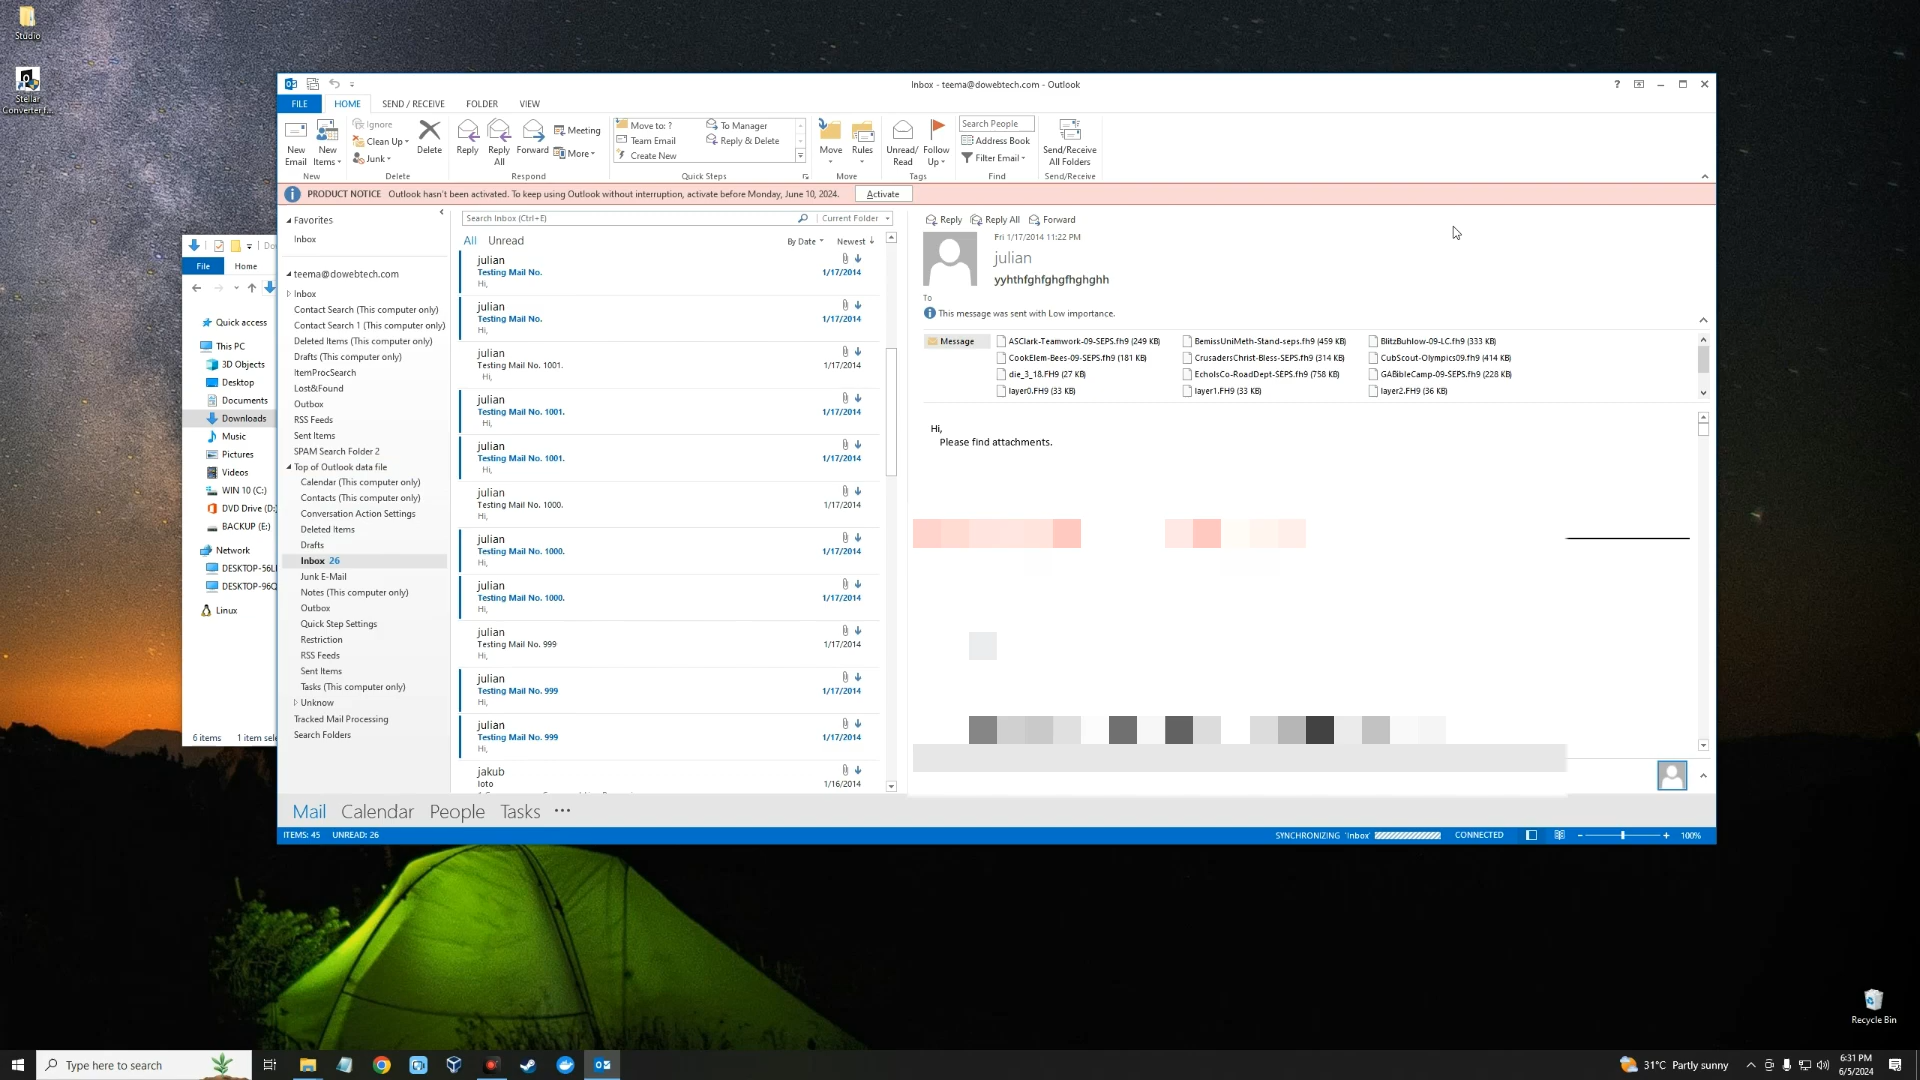 Studio
Stellar
Converter f...
Inbox - teema@dowebtech.com - Outlook
?
FILE
HOME
SEND / RECEIVE
FOLDER
VIEW
New
Email
New
Items
New
Ignore
Clean Up
Junk
Delete
Delete
Reply
Reply
All
Forward
Meeting
More
Respond
Move to: ?
Team Email
Create New
To Manager
Reply & Delete
Quick Steps
Move
Rules
Move
Unread/
Read
Follow
Up
Tags
Search People
Address Book
Filter Email
Find
Send/Receive
All Folders
Send/Receive
PRODUCT NOTICE Outlook hasn't been activated. To keep using Outlook without interruption, activate before Monday, June 10, 2024.
Activate
File
Home
Quick access
This PC
3D Objects
Desktop
Documents
Downloads
Music
Pictures
Videos
WIN 10 (C:)
DVD Drive (D:
BACKUP (E:)
Network
DESKTOP-56LI
DESKTOP-96Q
Linux
6 items
1 item sele
Favorites
Inbox
teema@dowebtech.com
Inbox
Contact Search (This computer only)
Contact Search 1 (This computer only)
Deleted Items (This computer only)
Drafts (This computer only)
ItemProcSearch
Lost&Found
Outbox
RSS Feeds
Sent Items
SPAM Search Folder 2
Top of Outlook data file
Calendar (This computer only)
Contacts (This computer only)
Conversation Action Settings
Deleted Items
Drafts
Inbox 26
Junk E-Mail
Notes (This computer only)
Outbox
Quick Step Settings
Restriction
RSS Feeds
Sent Items
Tasks (This computer only)
Unknow
Tracked Mail Processing
Search Folders
Search Inbox (Ctrl+E)
Current Folder
All
Unread
By Date
Newest
julian
Testing Mail No.
1/17/2014
Hi,
julian
Testing Mail No.
1/17/2014
Hi,
julian
Testing Mail No. 1001.
1/17/2014
Hi,
julian
Testing Mail No. 1001.
1/17/2014
Hi,
julian
Testing Mail No. 1001.
1/17/2014
Hi,
julian
Testing Mail No. 1000.
1/17/2014
Hi,
julian
Testing Mail No. 1000.
1/17/2014
Hi,
julian
Testing Mail No. 1000.
1/17/2014
Hi,
julian
Testing Mail No. 999
1/17/2014
Hi,
julian
Testing Mail No. 999
1/17/2014
Hi,
julian
Testing Mail No. 999
1/17/2014
Hi,
jakub
loto
1/16/2014
Reply
Reply All
Forward
Fri 1/17/2014 11:22 PM
julian
yyhthfghfghgfhghghh
To
This message was sent with Low importance.
Message
ASClark-Teamwork-09-SEPS.fh9 (249 KB)
BemissUniMeth-Stand-seps.fh9 (459 KB)
BlitzBuhlow-09-LC.fh9 (333 KB)
CookElem-Bees-09-SEPS.fh9 (181 KB)
CrusadersChrist-Bless-SEPS.fh9 (314 KB)
CubScout-Olympics09.fh9 (414 KB)
die_3_18.FH9 (27 KB)
EcholsCo-RoadDept-SEPS.fh9 (758 KB)
GABibleCamp-09-SEPS.fh9 (228 KB)
layer0.FH9 (33 KB)
layer1.FH9 (33 KB)
layer2.FH9 (36 KB)
Hi,
Please find attachments.
Mail
Calendar
People
Tasks
ITEMS: 45
UNREAD: 26
SYNCHRONIZING 'Inbox'
CONNECTED
100%
Recycle Bin
Type here to search
31°C Partly sunny
6:31 PM
6/5/2024